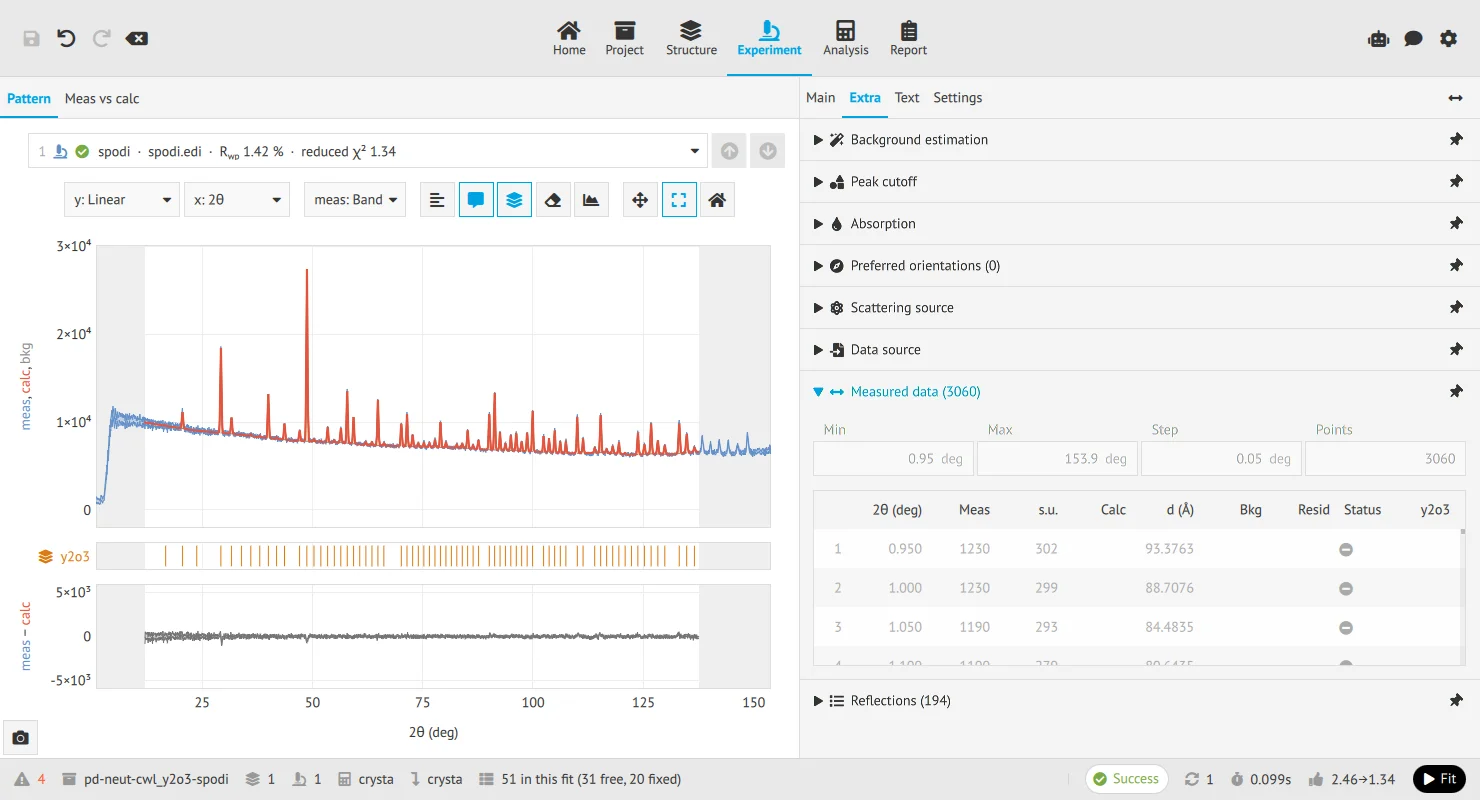 Home Project Structure Experiment Analysis Report
Pattern Meas vs calc
1 spodi · spodi.edi · Rwp 1.42 % · reduced χ² 1.34
y: Linear x: 2θ meas: Band
3×10⁴
2×10⁴
1×10⁴
0
meas, calc, bkg
y2o3
5×10³
0
-5×10³
meas − calc
25 50 75 100 125 150
2θ (deg)
Main Extra Text Settings
Background estimation
Peak cutoff
Absorption
Preferred orientations (0)
Scattering source
Data source
Measured data (3060)
Min Max Step Points
0.95 deg 153.9 deg 0.05 deg 3060
2θ (deg) Meas s.u. Calc d (Å) Bkg Resid Status y2o3
1 0.950 1230 302 93.3763
2 1.000 1230 299 88.7076
3 1.050 1190 293 84.4835
Reflections (194)
4 pd-neut-cwl_y2o3-spodi 1 1 crysta crysta 51 in this fit (31 free, 20 fixed) Success 1 0.099s 2.46→1.34 Fit